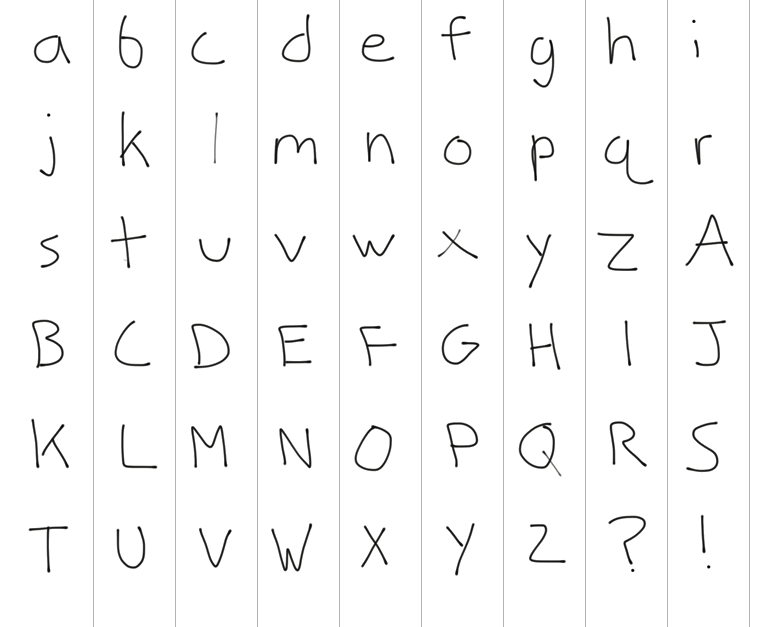 a b c d e f g h i
j k l m n o p q r
s t u v w x y z A
B C D E F G H I J
K L M N O P Q R S
T U V W X Y Z ? !